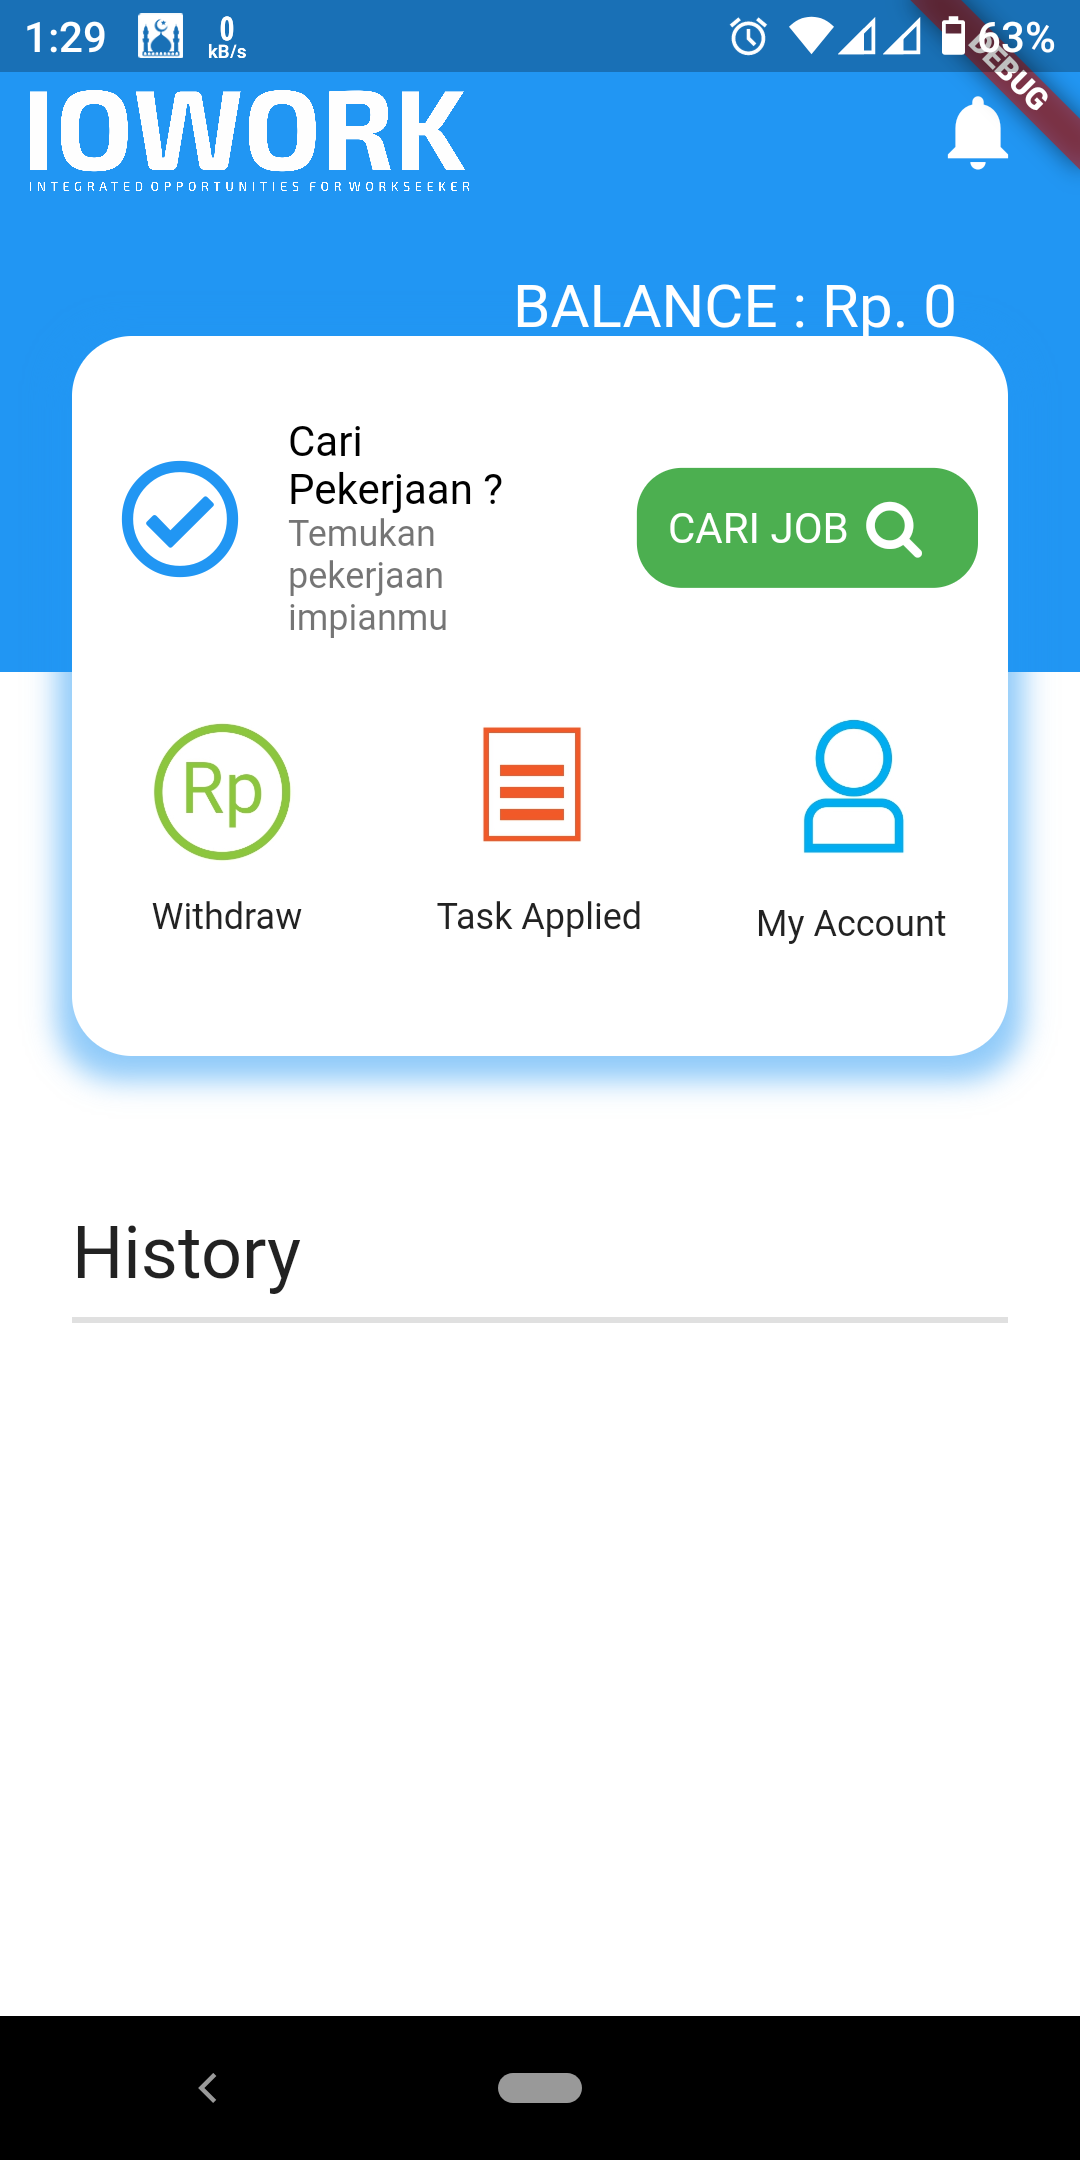 1:29
0
kB/s
63%
DEBUG
IOWORK
INTEGRATED OPPORTUNITIES FOR WORKSEEKER
BALANCE : Rp. 0
Cari
Pekerjaan ?
Temukan
pekerjaan
impianmu
CARI JOB
Rp
Withdraw
Task Applied
My Account
History